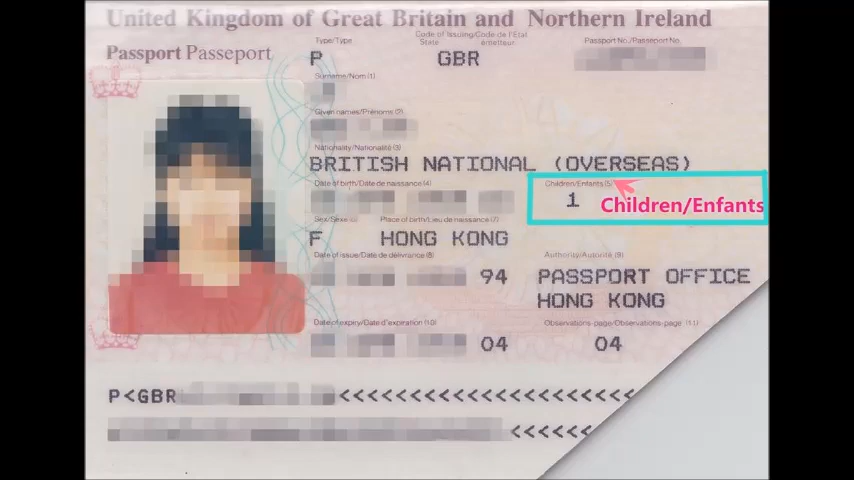 United Kingdom of Great Britain and Northern Ireland
Passport Passeport
Type/Type
P
Code of Issuing/Code de l'Etat
State émetteur
GBR
Passport No./Passeport No.
Surname/Nom (1)
Given names/Prénoms (2)
Nationality/Nationalité (3)
BRITISH NATIONAL (OVERSEAS)
Date of birth/Date de naissance (4)
Children/Enfants (5)
1
Children/Enfants
Sex/Sexe (6) Place of birth/Lieu de naissance (7)
F HONG KONG
Date of issue/Date de délivrance (8)
94
Authority/Autorité (9)
PASSPORT OFFICE
HONG KONG
Date of expiry/Date d'expiration (10)
04
Observations-page/Observations-page (11)
04
P<GBR
<<<<<<<<<<<<<<<<<<<<
<<<<<